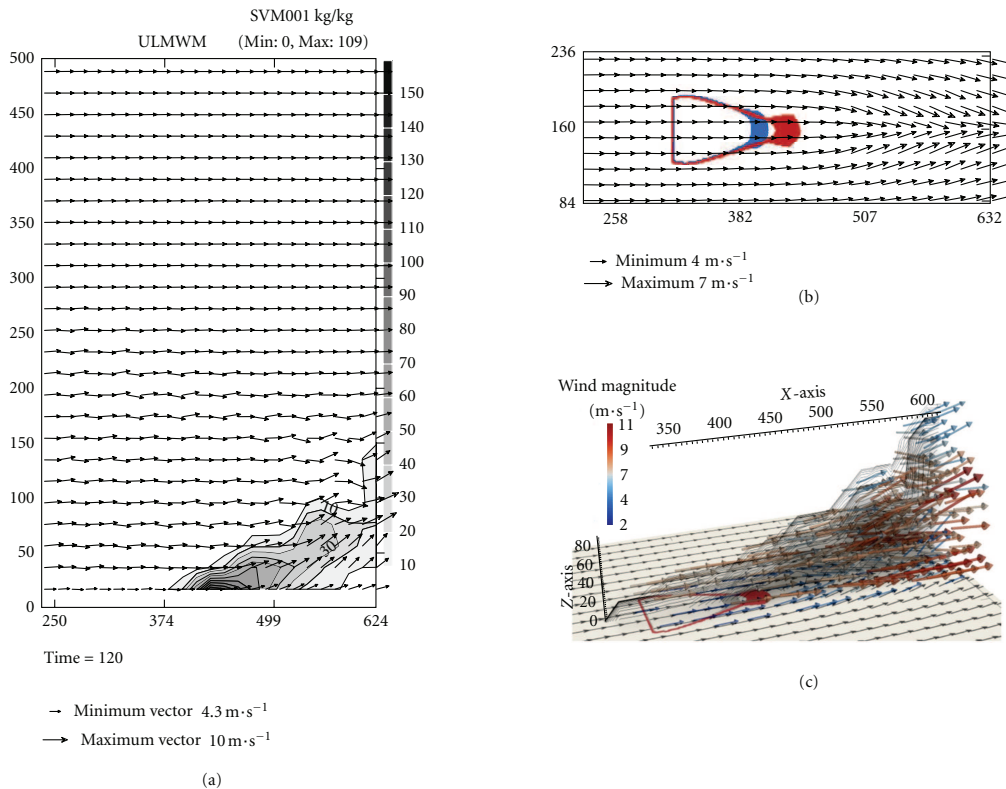 SVM001 kg/kg
ULMWM (Min: 0, Max: 109)
500
450
400
350
300
250
200
150
100
50
0
250 374 499 624
150
140
130
120
110
100
90
80
70
60
50
40
30
20
10
10
30
Time = 120
Minimum vector 4.3 m·s⁻¹
Maximum vector 10 m·s⁻¹
(a)
236
160
84
258 382 507 632
Minimum 4 m·s⁻¹
Maximum 7 m·s⁻¹
(b)
Wind magnitude
(m·s⁻¹)
11
9
7
4
2
X-axis
350 400 450 500 550 600
Z-axis
80
60
40
20
0
(c)